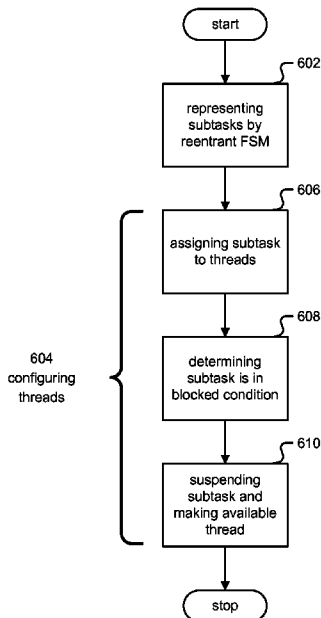 start
602
representing
subtasks by
reentrant FSM
606
assigning subtask
to threads
608
604
configuring
threads
determining
subtask is in
blocked condition
610
suspending
subtask and
making available
thread
stop